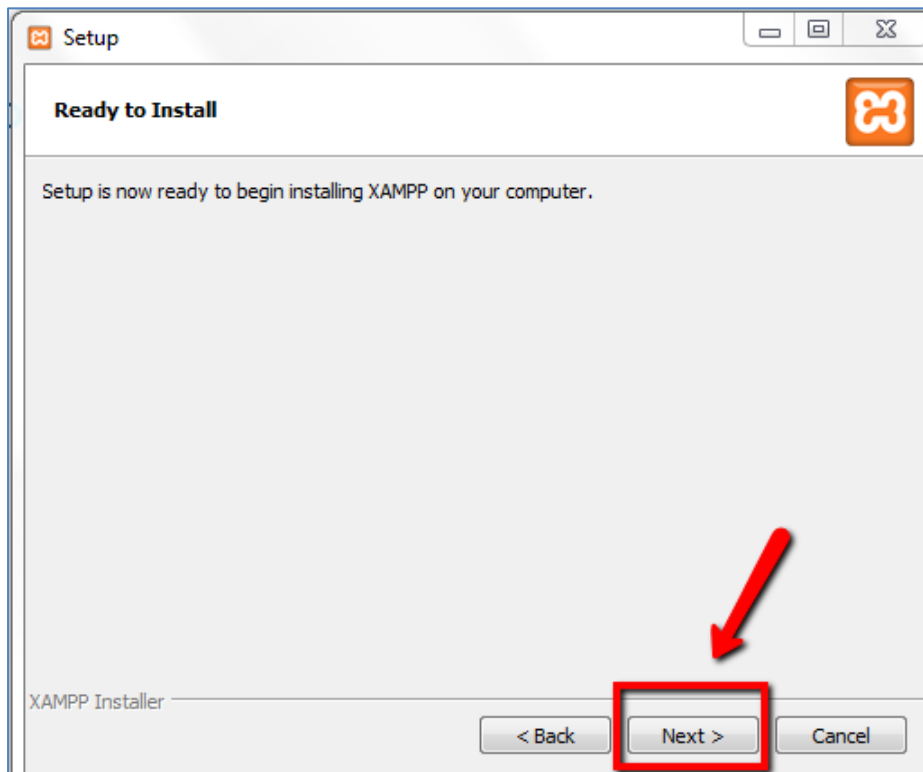 Setup
Ready to Install
Setup is now ready to begin installing XAMPP on your computer.
XAMPP Installer
< Back Next > Cancel